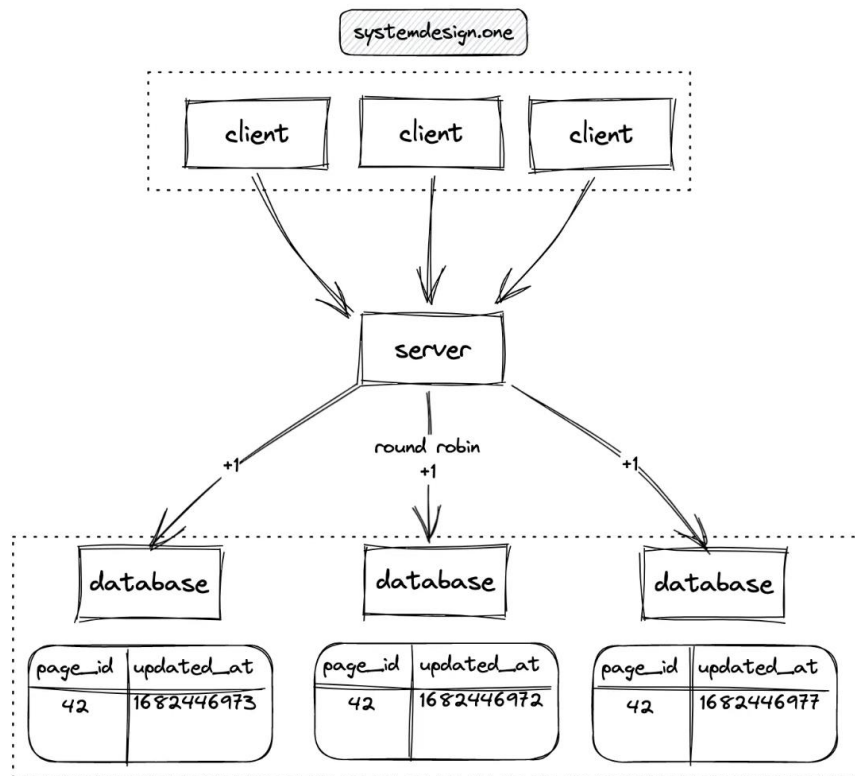 systemdesign.one
client client client
server
round robin
+1 +1 +1
database database database
page_id updated_at page_id updated_at page_id updated_at
42 1682446973 42 1682446972 42 1682446977